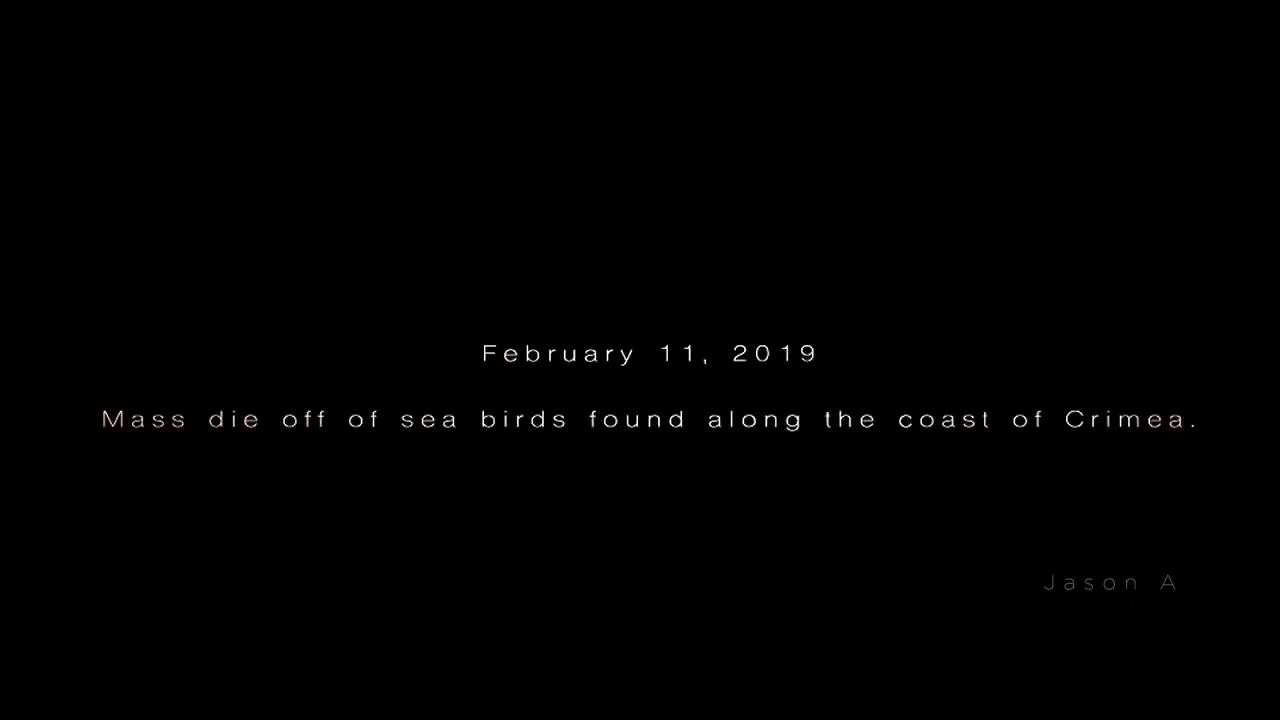 February 11, 2019
Mass die off of sea birds found along the coast of Crimea.
Jason A